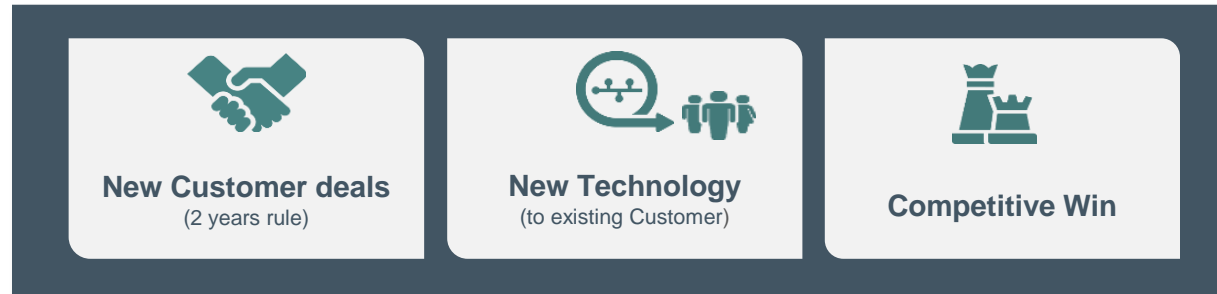 New Customer deals
(2 years rule)
New Technology
(to existing Customer)
Competitive Win